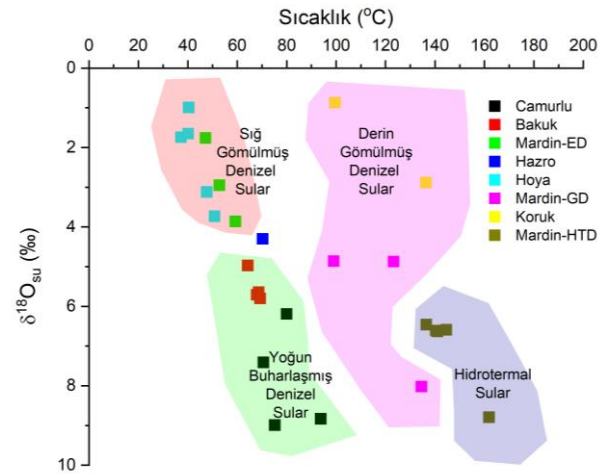 Sıcaklık (°C)
0 20 40 60 80 100 120 140 160 180 200
0
2
4
6
8
10
δ¹⁸Oₛᵤ (‰)
Sığ
Gömülmüş
Denizel
Sular
Derin
Gömülmüş
Denizel
Sular
Yoğun
Buharlaşmış
Denizel
Sular
Hidrotermal
Sular
Camurlu
Bakuk
Mardin-ED
Hazro
Hoya
Mardin-GD
Koruk
Mardin-HTD